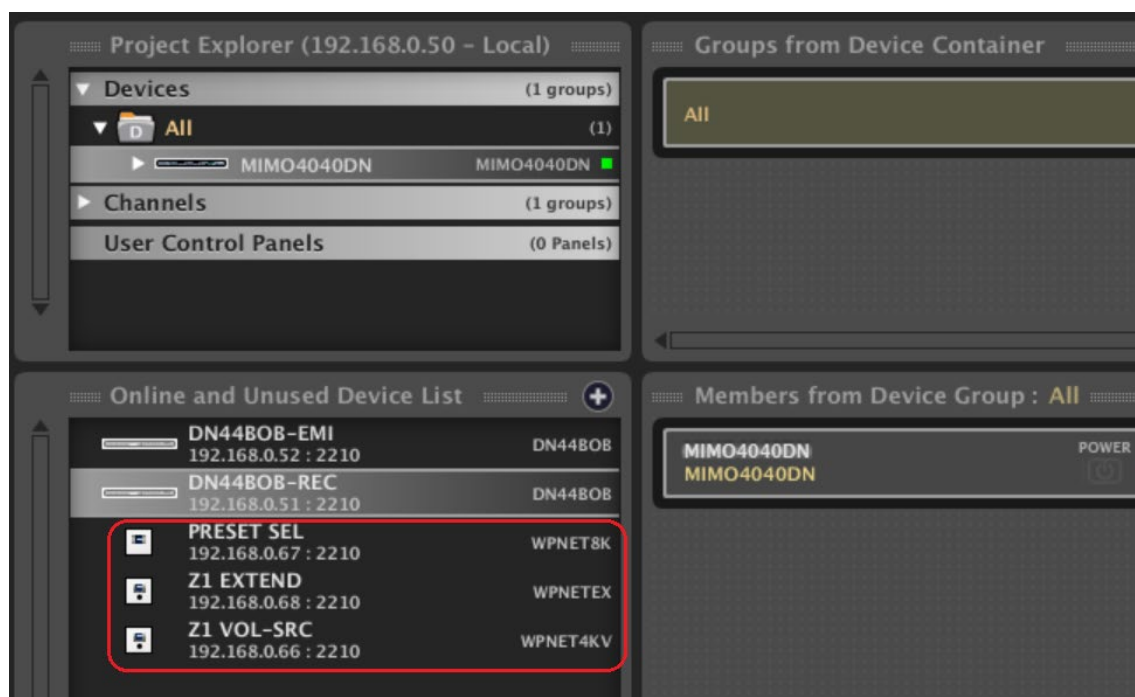 Project Explorer (192.168.0.50 – Local)
Devices (1 groups)
D All (1)
MIMO4040DN MIMO4040DN
Channels (1 groups)
User Control Panels (0 Panels)
Groups from Device Container
All
Online and Unused Device List
DN44BOB-EMI DN44BOB
192.168.0.52 : 2210
DN44BOB-REC DN44BOB
192.168.0.51 : 2210
PRESET SEL WPNET8K
192.168.0.67 : 2210
Z1 EXTEND WPNETEX
192.168.0.68 : 2210
Z1 VOL-SRC WPNET4KV
192.168.0.66 : 2210
Members from Device Group : All
MIMO4040DN POWER
MIMO4040DN